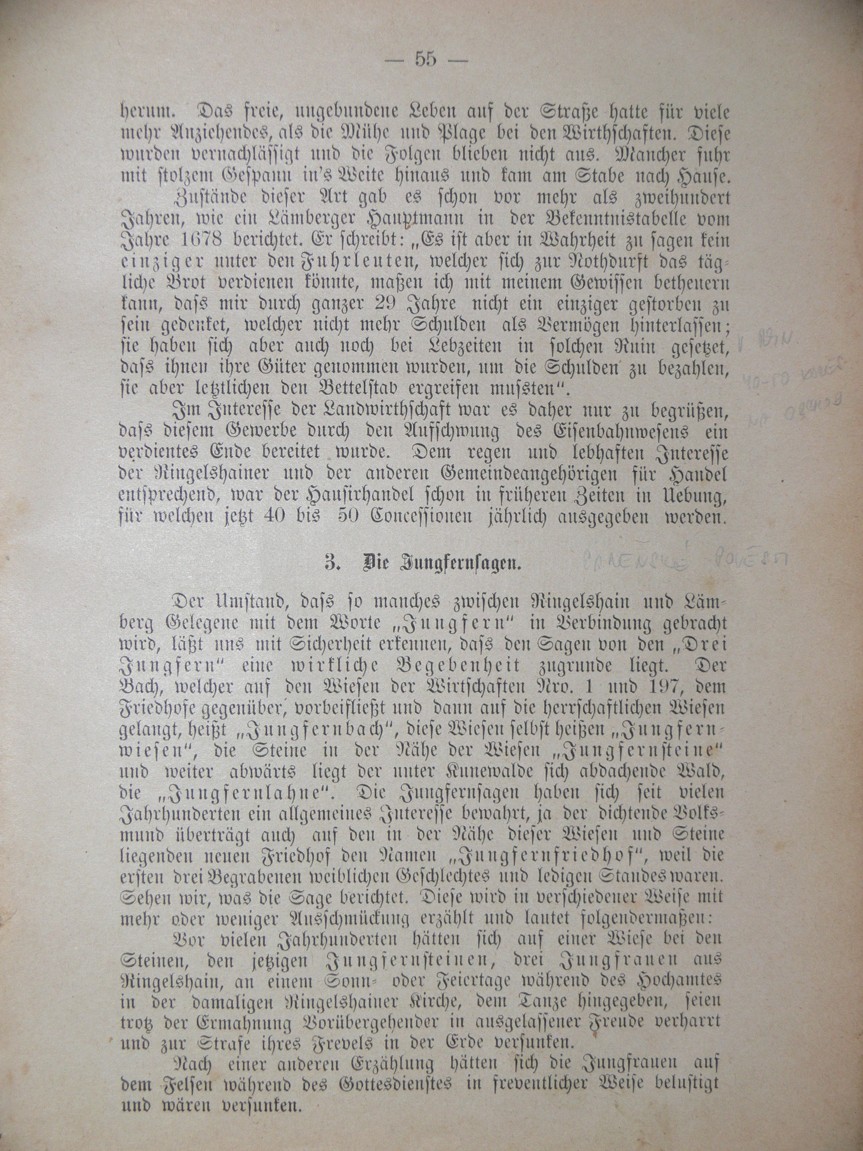 — 55 —
herum. Das freie, ungebundene Leben auf der Straße hatte für viele
mehr Anziehendes, als die Mühe und Plage bei den Wirthschaften. Diese
wurden vernachlässigt und die Folgen blieben nicht aus. Mancher fuhr
mit stolzem Gespann in's Weite hinaus und kam am Stabe nach Hause.
Zustände dieser Art gab es schon vor mehr als zweihundert
Jahren, wie ein Lämberger Hauptmann in der Bekenntnistabelle vom
Jahre 1678 berichtet. Er schreibt: „Es ist aber in Wahrheit zu sagen kein
einziger unter den Fuhrleuten, welcher sich zur Nothdurft das täg-
liche Brot verdienen könnte, maßen ich mit meinem Gewissen betheuern
kann, dass mir durch ganzer 29 Jahre nicht ein einziger gestorben zu
sein gedenket, welcher nicht mehr Schulden als Vermögen hinterlassen;
sie haben sich aber auch noch bei Lebzeiten in solchen Ruin gesetzet,
dass ihnen ihre Güter genommen wurden, um die Schulden zu bezahlen,
sie aber letztlichen den Bettelstab ergreifen mussten".
Im Interesse der Landwirthschaft war es daher nur zu begrüßen,
dass diesem Gewerbe durch den Aufschwung des Eisenbahnwesens ein
verdientes Ende bereitet wurde. Dem regen und lebhaften Interesse
der Ringelshainer und der anderen Gemeindeangehörigen für Handel
entsprechend, war der Hausirhandel schon in früheren Zeiten in Uebung,
für welchen jetzt 40 bis 50 Concessionen jährlich ausgegeben werden.
3. Die Jungfernsagen. POVĚSTI
Der Umstand, dass so manches zwischen Ringelshain und Läm-
berg Gelegene mit dem Worte „Jungfern" in Verbindung gebracht
wird, läßt uns mit Sicherheit erkennen, dass den Sagen von den „Drei
Jungfern" eine wirkliche Begebenheit zugrunde liegt. Der
Bach, welcher auf den Wiesen der Wirtschaften Nro. 1 und 197, dem
Friedhofe gegenüber, vorbeifließt und dann auf die herrschaftlichen Wiesen
gelangt, heißt „Jungfernbach", diese Wiesen selbst heißen „Jungfern-
wiesen", die Steine in der Nähe der Wiesen „Jungfernsteine"
und weiter abwärts liegt der unter Kunewalde sich abdachende Wald,
die „Jungfernlahne". Die Jungfernsagen haben sich seit vielen
Jahrhunderten ein allgemeines Interesse bewahrt, ja der dichtende Volks-
mund überträgt auch auf den in der Nähe dieser Wiesen und Steine
liegenden neuen Friedhof den Namen „Jungfernfriedhof", weil die
ersten drei Begrabenen weiblichen Geschlechtes und ledigen Standes waren.
Sehen wir, was die Sage berichtet. Diese wird in verschiedener Weise mit
mehr oder weniger Ausschmückung erzählt und lautet folgendermaßen:
Vor vielen Jahrhunderten hätten sich auf einer Wiese bei den
Steinen, den jetzigen Jungfernsteinen, drei Jungfrauen aus
Ringelshain, an einem Sonn- oder Feiertage während des Hochamtes
in der damaligen Ringelshainer Kirche, dem Tanze hingegeben, seien
trotz der Ermahnung Vorübergehender in ausgelassener Freude verharrt
und zur Strafe ihres Frevels in der Erde versunken.
Nach einer anderen Erzählung hätten sich die Jungfrauen auf
dem Felsen während des Gottesdienstes in freventlicher Weise belustigt
und wären versunken.